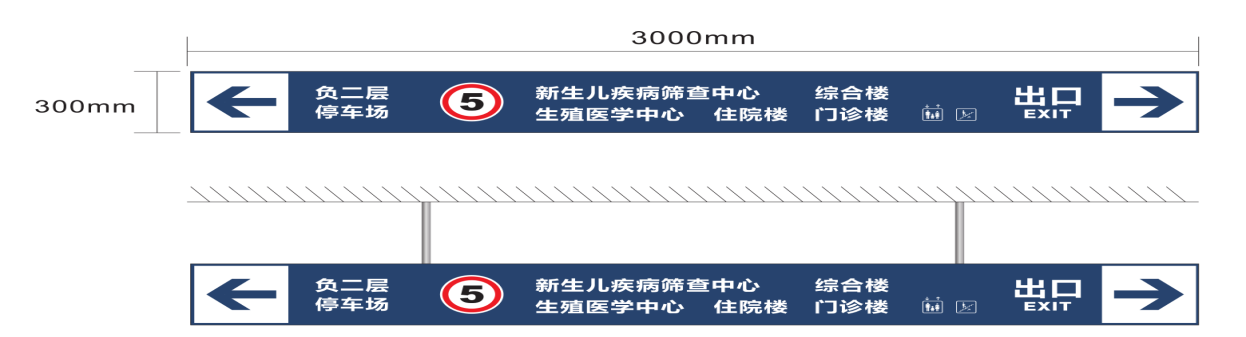 3000mm
300mm
负二层
停车场
5
新生儿疾病筛查中心 综合楼
生殖医学中心 住院楼 门诊楼
出口
EXIT
负二层
停车场
5
新生儿疾病筛查中心 综合楼
生殖医学中心 住院楼 门诊楼
出口
EXIT